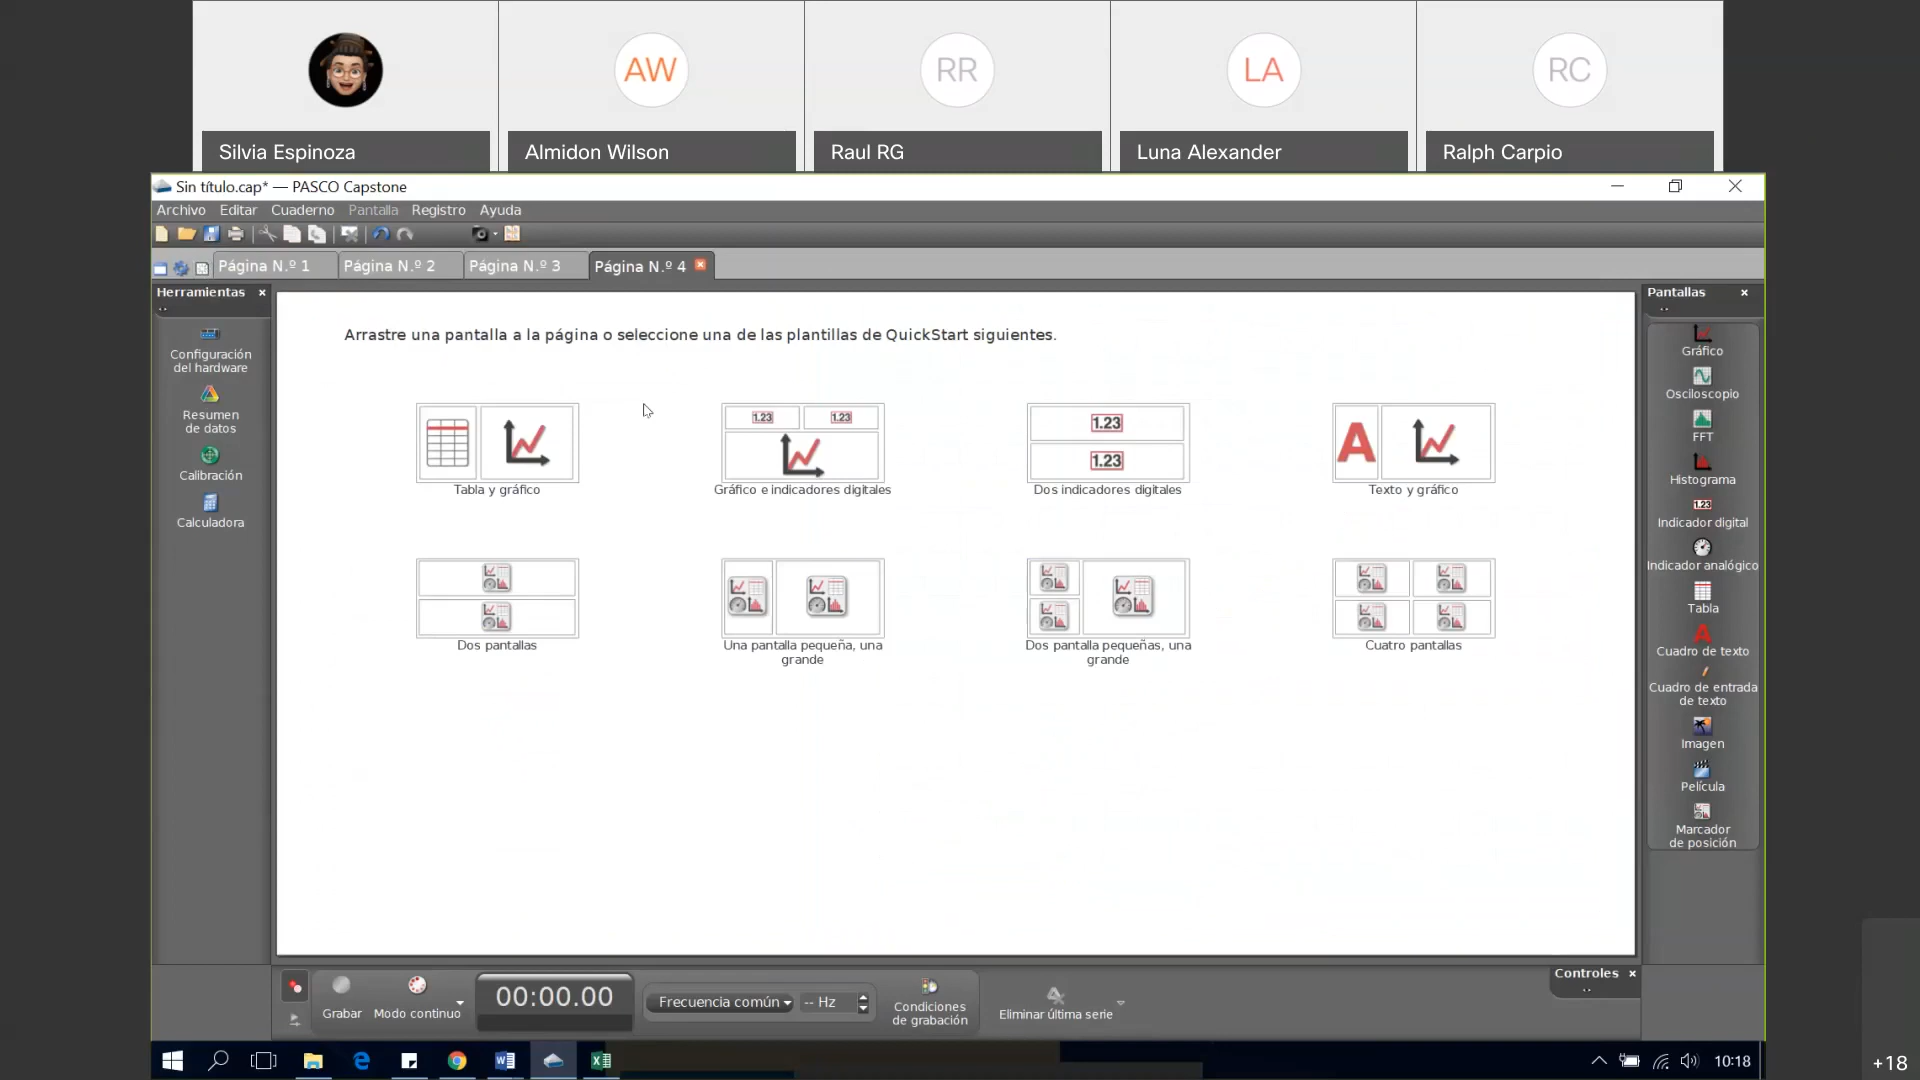 AW
RR
LA
RC
Silvia Espinoza
Almidon Wilson
Raul RG
Luna Alexander
Ralph Carpio
Sin título.cap* — PASCO Capstone
Archivo Editar Cuaderno Pantalla Registro Ayuda
Página N.º 1
Página N.º 2
Página N.º 3
Página N.º 4
Herramientas
Configuración
del hardware
Resumen
de datos
Calibración
Calculadora
Arrastre una pantalla a la página o seleccione una de las plantillas de QuickStart siguientes.
Tabla y gráfico
1.23
1.23
Gráfico e indicadores digitales
1.23
1.23
Dos indicadores digitales
A
Texto y gráfico
Dos pantallas
Una pantalla pequeña, una
grande
Dos pantalla pequeñas, una
grande
Cuatro pantallas
Pantallas
Gráfico
Osciloscopio
FFT
Histograma
1.23
Indicador digital
Indicador analógico
Tabla
A
Cuadro de texto
Cuadro de entrada
de texto
Imagen
Película
Marcador
de posición
Grabar
Modo continuo
00:00.00
Frecuencia común
-- Hz
Condiciones
de grabación
Eliminar última serie
Controles
10:18
+18